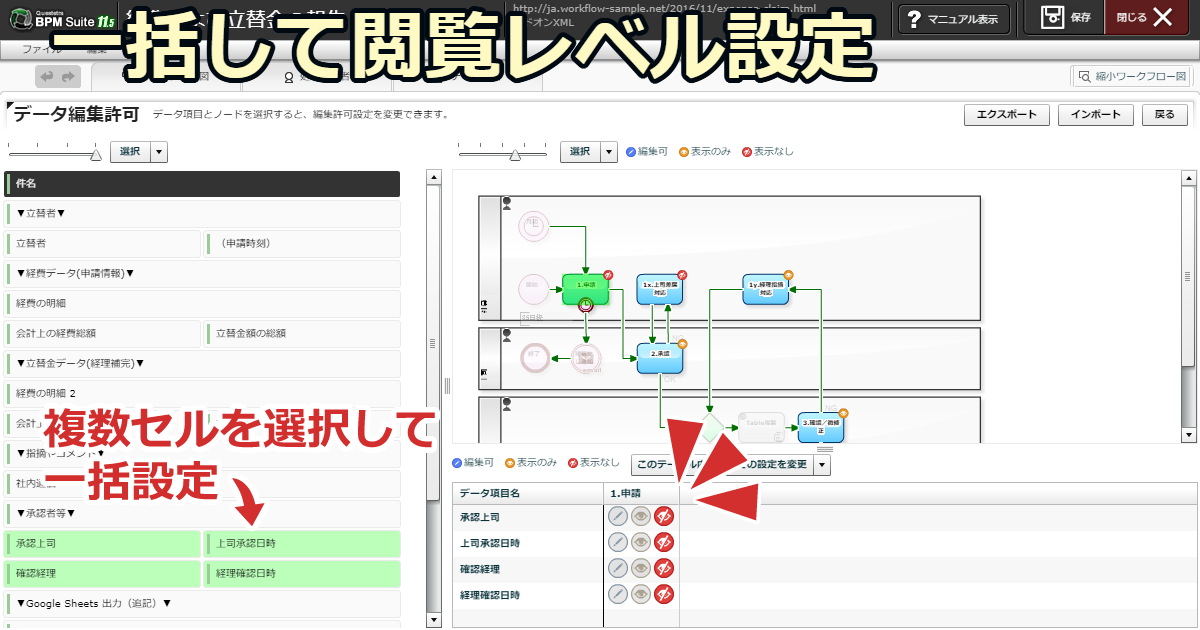 Questetra
BPM Suite 11.5
http://ja.workflow-sample.net/2016/11/expense-claim.html
ドオンXML
マニュアル表示
保存
閉じる
一括して閲覧レベル設定
ファイル
縮小ワークフロー図
データ編集許可
データ項目とノードを選択すると、編集許可設定を変更できます。
エクスポート
インポート
戻る
選択
選択
編集可
表示のみ
表示なし
件名
▼立替者▼
立替者
(申請時刻)
▼経費データ(申請情報)▼
経費の明細
会計上の経費総額
立替金額の総額
▼立替金データ(経理補完)▼
経費の明細 2
複数セルを選択して
一括設定
▼承認者等▼
承認上司
上司承認日時
確認経理
経理確認日時
▼Google Sheets 出力（追記）▼
1.申請
1x.上司差戻
対応
1y.経理指摘
対応
2.承認
3.確認／微修
正
編集可
表示のみ
表示なし
の設定を変更
データ項目名
1.申請
承認上司
上司承認日時
確認経理
経理確認日時